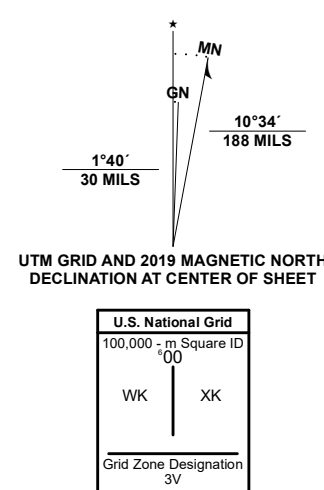 ★
MN
GN
10°34´
188 MILS
1°40´
30 MILS
UTM GRID AND 2019 MAGNETIC NORTH
DECLINATION AT CENTER OF SHEET
U.S. National Grid
100,000 - m Square ID
⁶00
WK XK
Grid Zone Designation
3V